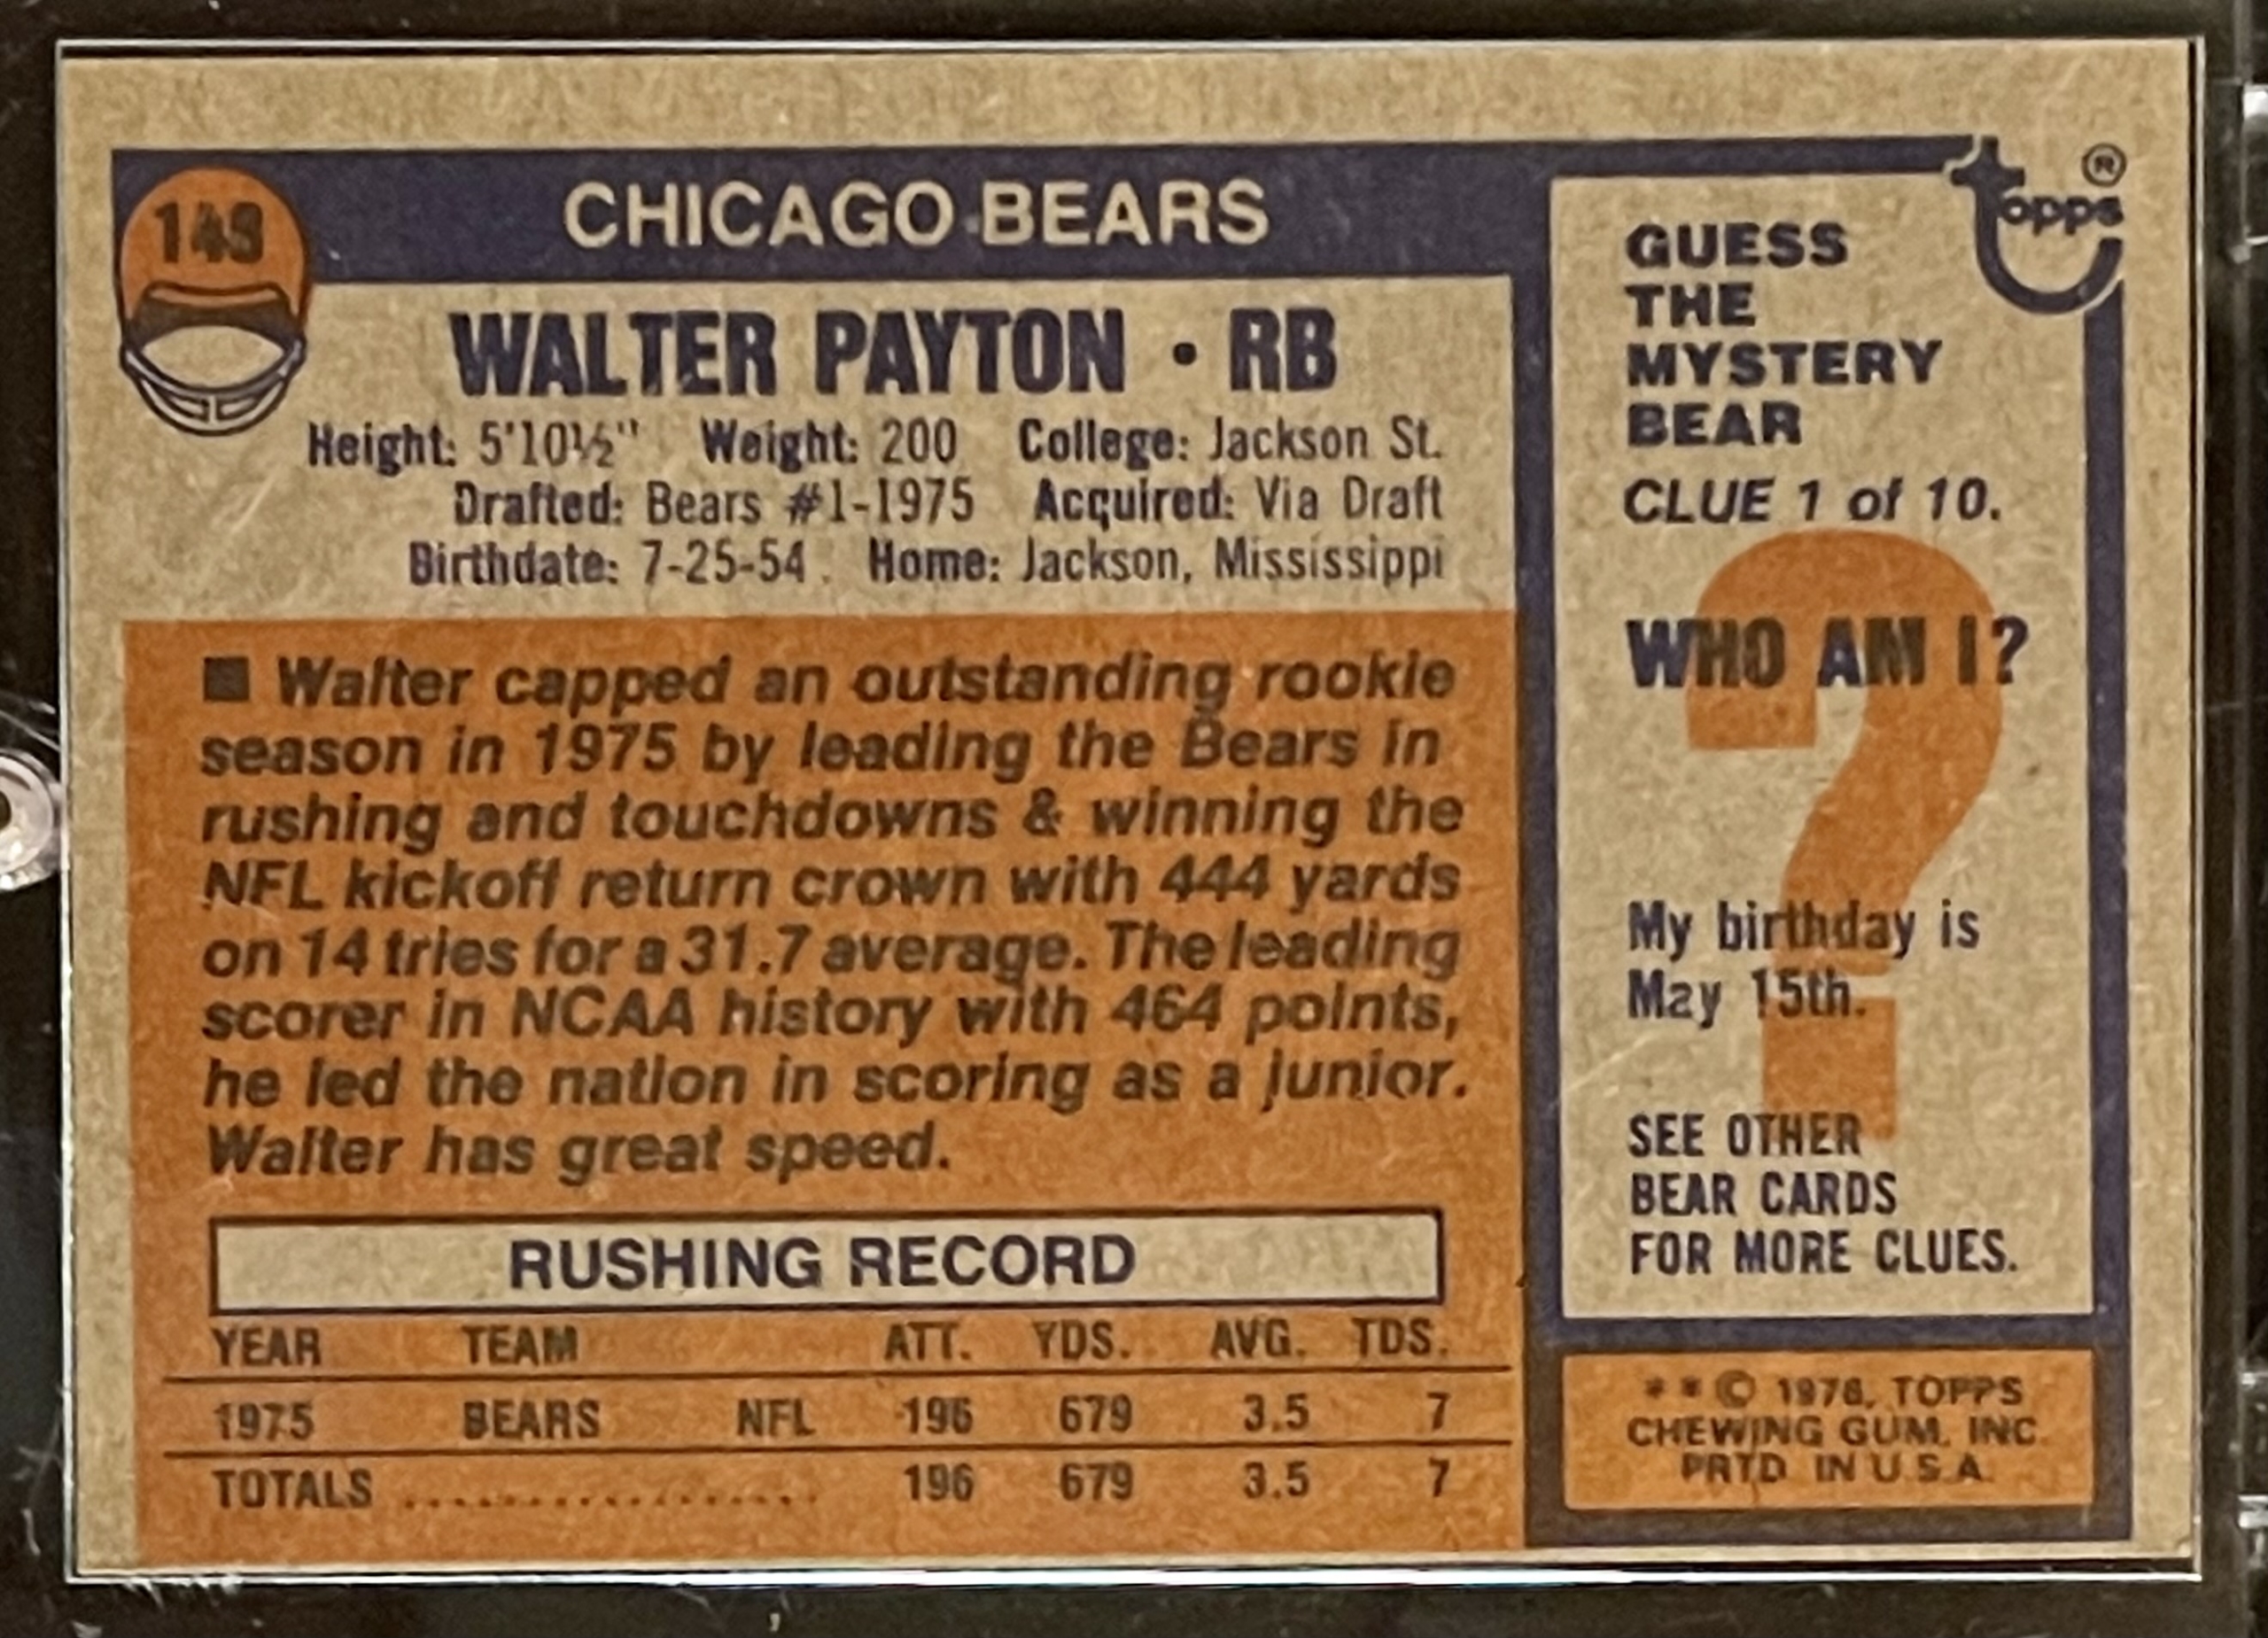 148
CHICAGO BEARS
WALTER PAYTON • RB
Height: 5'10½" Weight: 200 College: Jackson St.
Drafted: Bears #1-1975 Acquired: Via Draft
Birthdate: 7-25-54 Home: Jackson, Mississippi
■ Walter capped an outstanding rookie
season in 1975 by leading the Bears in
rushing and touchdowns & winning the
NFL kickoff return crown with 444 yards
on 14 tries for a 31.7 average. The leading
scorer in NCAA history with 464 points,
he led the nation in scoring as a junior.
Walter has great speed.
RUSHING RECORD
YEAR TEAM ATT. YDS. AVG. TDS.
1975 BEARS NFL 196 679 3.5 7
TOTALS ................. 196 679 3.5 7
topps ®
GUESS
THE
MYSTERY
BEAR
CLUE 1 of 10.
WHO AM I?
?
My birthday is
May 15th.
SEE OTHER
BEAR CARDS
FOR MORE CLUES.
* * © 1976, TOPPS
CHEWING GUM, INC.
PRTD. IN U.S.A.